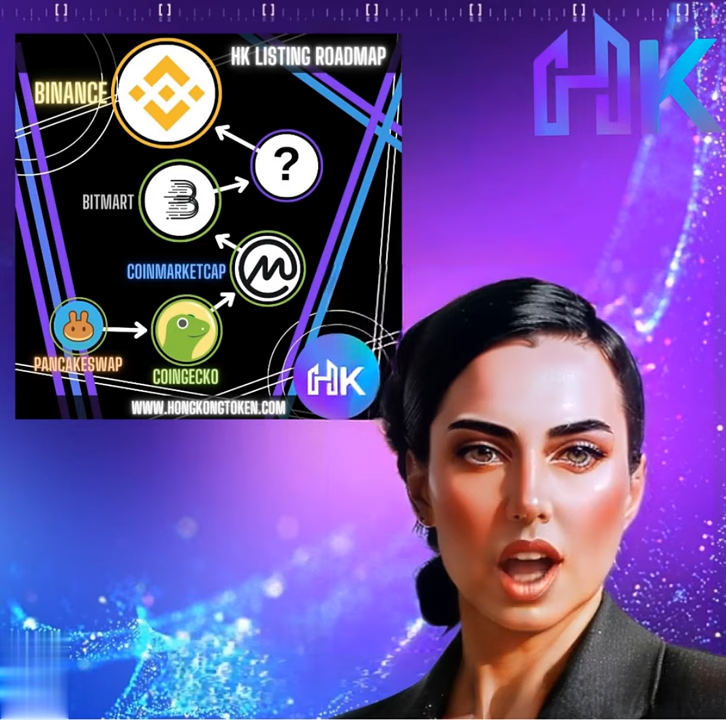 HK
HK LISTING ROADMAP
BINANCE
?
BITMART
COINMARKETCAP
PANCAKESWAP
COINGECKO
HK
WWW.HONGKONGTOKEN.COM